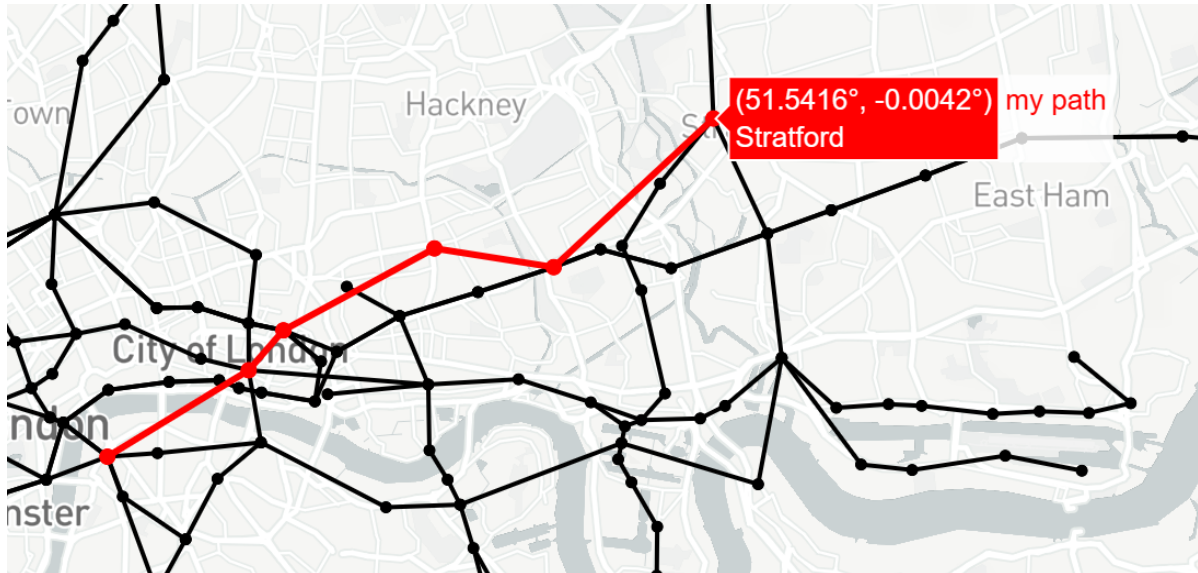 (51.5416°, -0.0042°) my path
Stratford
Hackney
Town
East Ham
City of London
ndon
nster